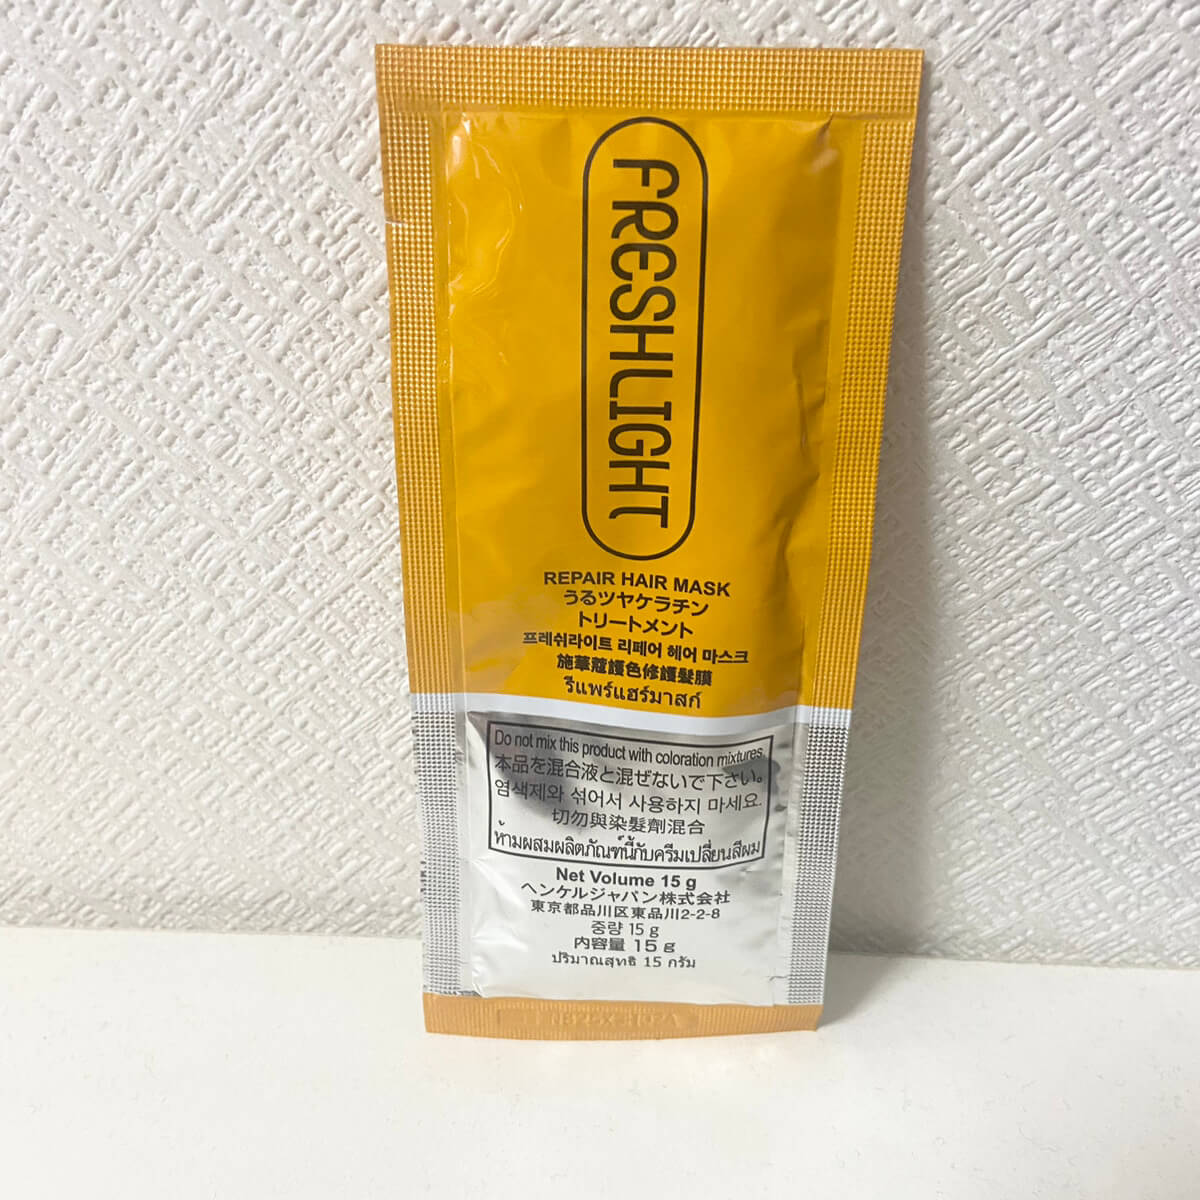 FRESHLIGHT
REPAIR HAIR MASK
うるツヤケラチン
トリートメント
프레쉬라이트 리페어 헤어 마스크
施華蔻護色修護髮膜
รีแพร์แฮร์มาสก์
Do not mix this product with coloration mixtures.
本品を混合液と混ぜないで下さい。
염색제와 섞어서 사용하지 마세요.
切勿與染髮劑混合
ห้ามผสมผลิตภัณฑ์นี้กับครีมเปลี่ยนสีผม
Net Volume 15 g
ヘンケルジャパン株式会社
東京都品川区東品川2-2-8
중량 15 g
內容量 15 g
ปริมาณสุทธิ 15 กรัม